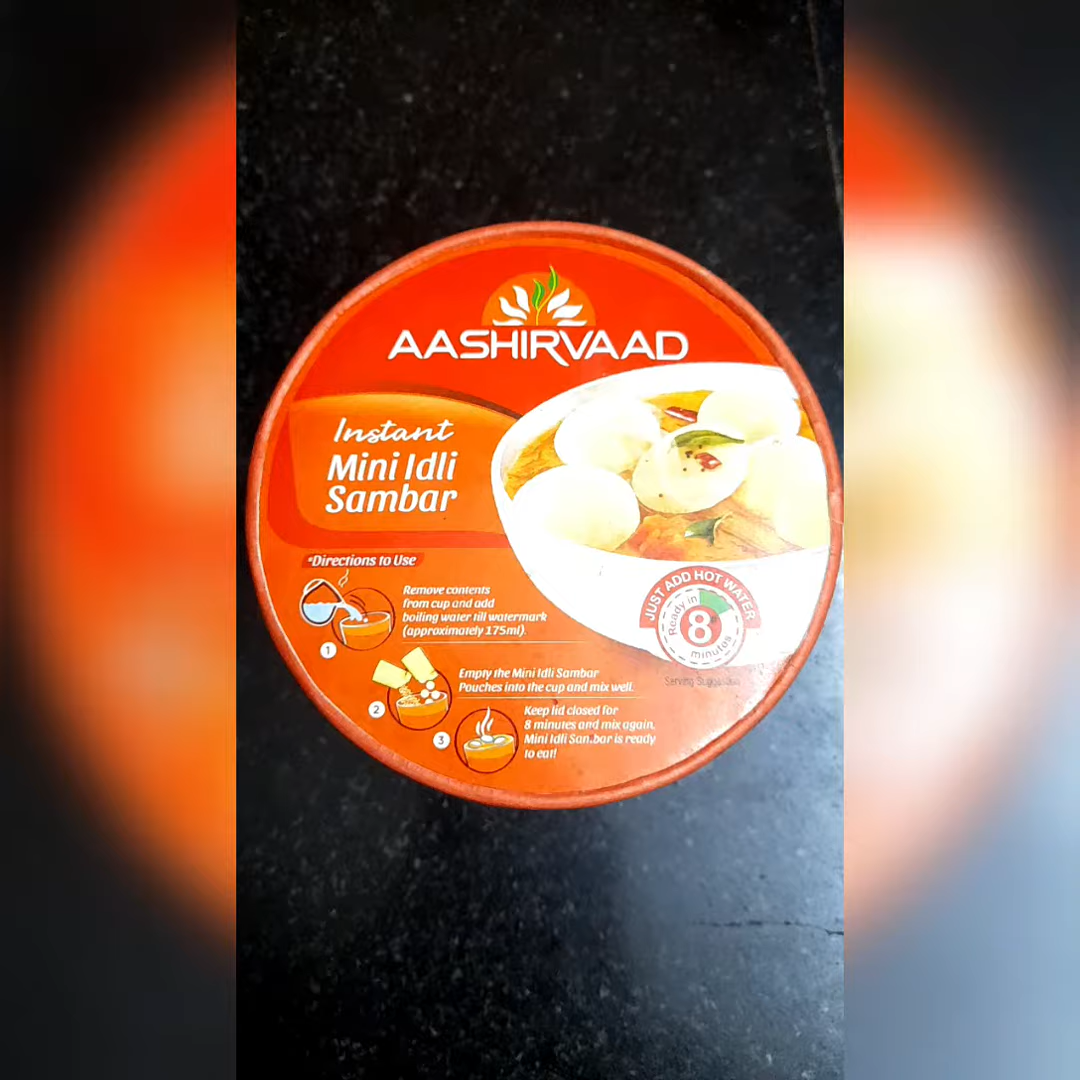 AASHIRVAAD
Instant
Mini Idli
Sambar
*Directions to Use
Remove contents
from cup and add
boiling water till watermark
(approximately 175ml).
1
Empty the Mini Idli Sambar
Pouches into the cup and mix well.
2
Keep lid closed for
8 minutes and mix again.
Mini Idli Sambar is ready
to eat!
3
JUST ADD HOT WATER
Ready in
8*
minutes
Serving Suggestion